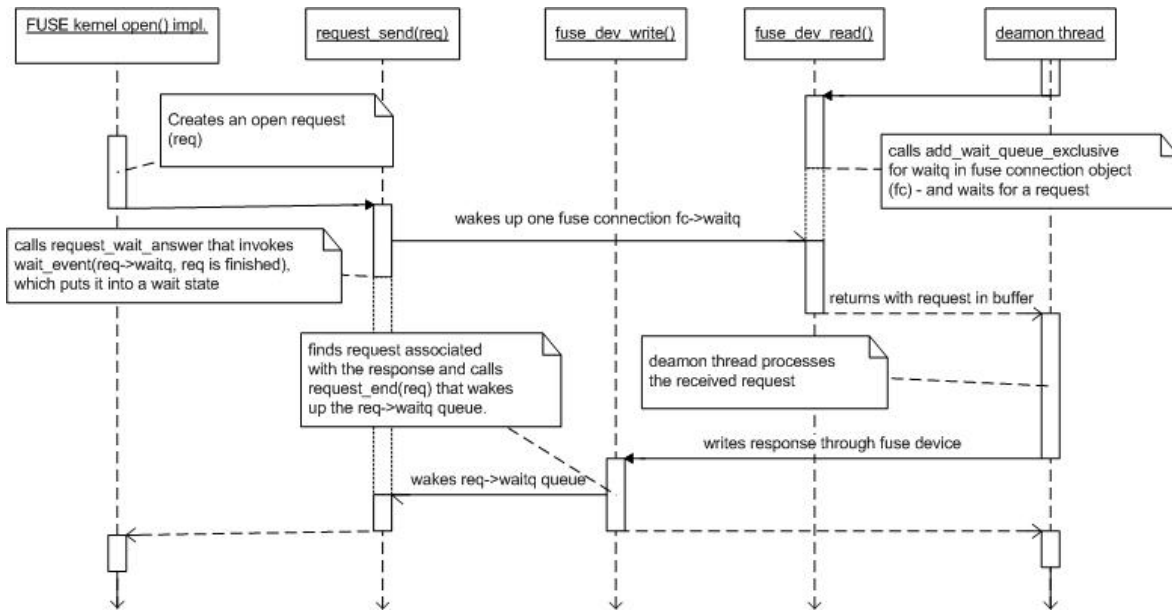 FUSE kernel open() impl.
request_send(req)
fuse_dev_write()
fuse_dev_read()
deamon thread
Creates an open request
(req)
calls add_wait_queue_exclusive
for waitq in fuse connection object
(fc) - and waits for a request
wakes up one fuse connection fc->waitq
calls request_wait_answer that invokes
wait_event(req->waitq, req is finished),
which puts it into a wait state
returns with request in buffer
finds request associated
with the response and calls
request_end(req) that wakes
up the req->waitq queue.
deamon thread processes
the received request
writes response through fuse device
wakes req->waitq queue